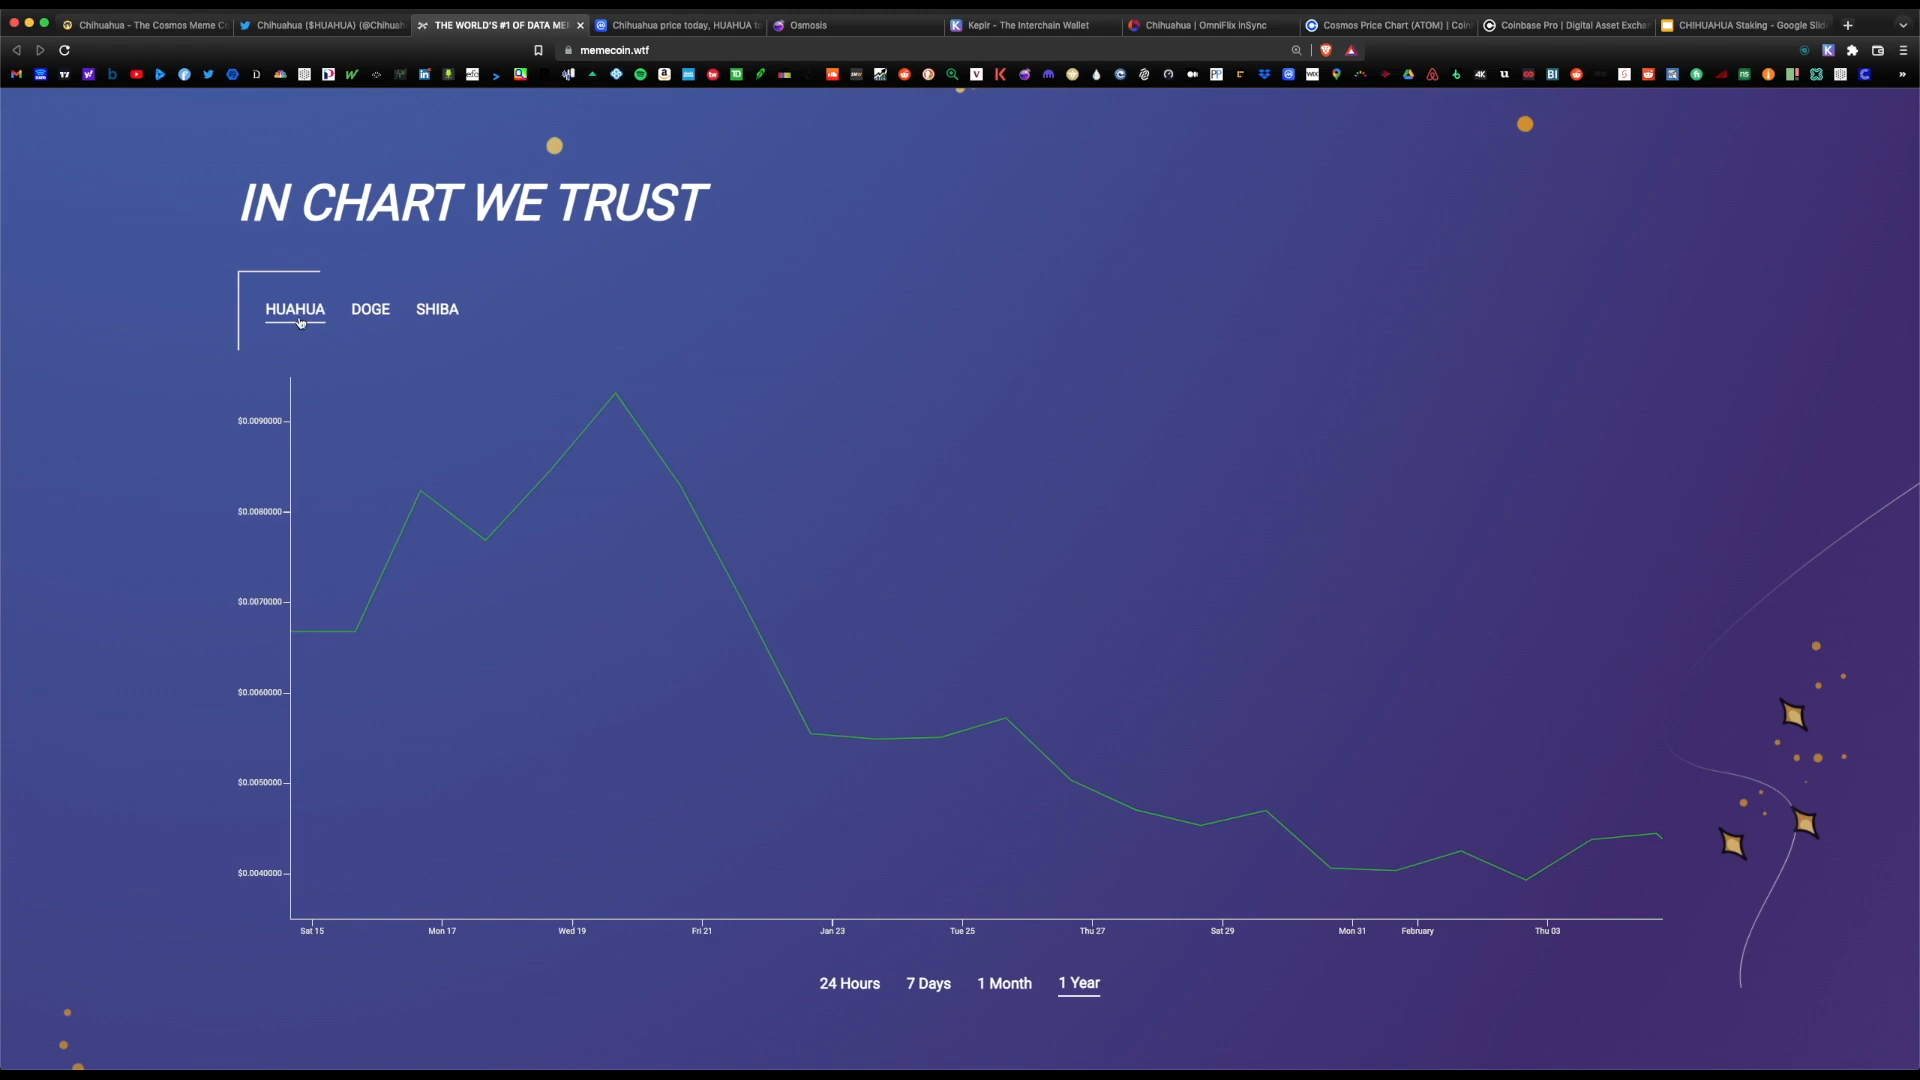 Chihuahua - The Cosmos Meme Co
Chihuahua ($HUAHUA) (@Chihuah
THE WORLD'S #1 OF DATA MEM
Chihuahua price today, HUAHUA to
Osmosis
Keplr - The Interchain Wallet
Chihuahua | OmniFlix inSync
Cosmos Price Chart (ATOM) | Coin
Coinbase Pro | Digital Asset Exchan
CHIHUAHUA Staking - Google Slid
memecoin.wtf
IN CHART WE TRUST
HUAHUA DOGE SHIBA
$0.0090000
$0.0080000
$0.0070000
$0.0060000
$0.0050000
$0.0040000
Sat 15 Mon 17 Wed 19 Fri 21 Jan 23 Tue 25 Thu 27 Sat 29 Mon 31 February Thu 03
24 Hours 7 Days 1 Month 1 Year